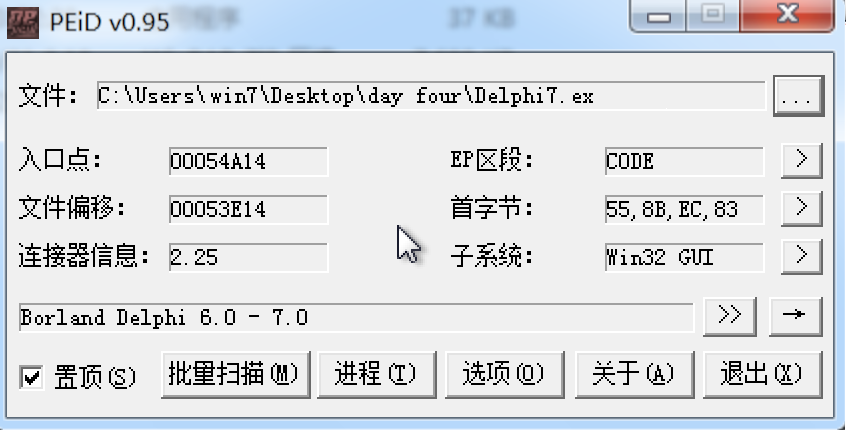 PEiD v0.95
37 KB
文件： C:\Users\win7\Desktop\day four\Delphi7.ex ...
入口点： 00054A14 EP区段： CODE >
文件偏移： 00053E14 首字节： 55,8B,EC,83 >
连接器信息： 2.25 子系统： Win32 GUI >
Borland Delphi 6.0 - 7.0 >> →
置顶(S) 批量扫描(M) 进程(T) 选项(O) 关于(A) 退出(X)